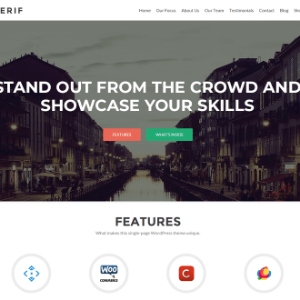 ERIF
Home Our Focus About Us Our Team Testimonials Contact Blog
STAND OUT FROM THE CROWD AND
SHOWCASE YOUR SKILLS
FEATURES WHAT'S INSIDE
FEATURES
What makes this single-page WordPress theme unique.
WOO
COMMERCE
C